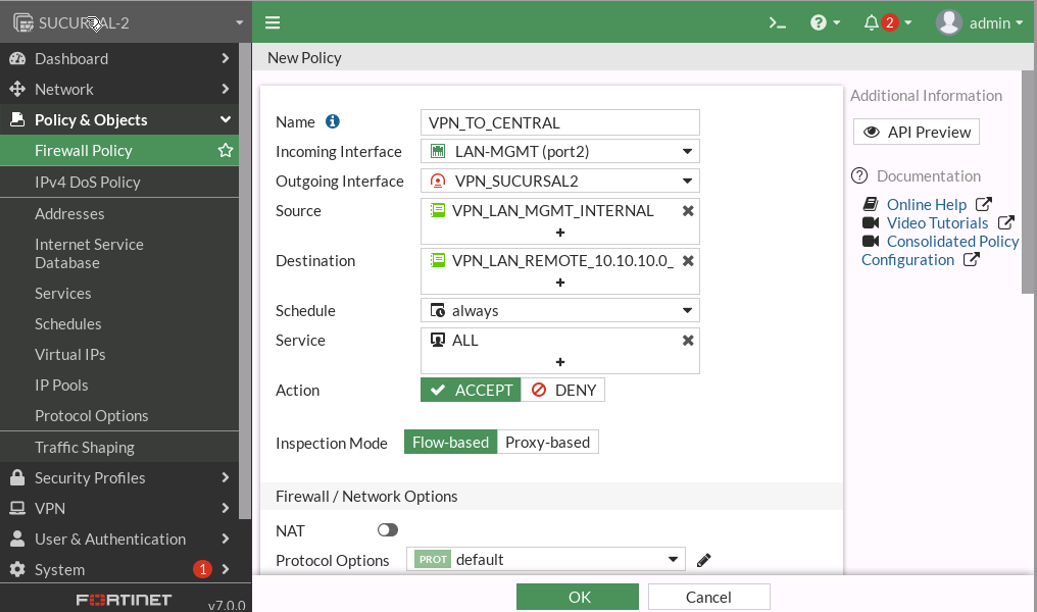 SUCURSAL-2
admin
2
Dashboard
Network
Policy & Objects
Firewall Policy
IPv4 DoS Policy
Addresses
Internet Service
Database
Services
Schedules
Virtual IPs
IP Pools
Protocol Options
Traffic Shaping
Security Profiles
VPN
User & Authentication
System
1
FORTINET
v7.0.0
New Policy
Name
VPN_TO_CENTRAL
Incoming Interface
LAN-MGMT (port2)
Outgoing Interface
VPN_SUCURSAL2
Source
VPN_LAN_MGMT_INTERNAL
+
Destination
VPN_LAN_REMOTE_10.10.10.0_
+
Schedule
always
Service
ALL
+
Action
ACCEPT
DENY
Inspection Mode
Flow-based
Proxy-based
Firewall / Network Options
NAT
Protocol Options
PROT
default
OK
Cancel
Additional Information
API Preview
Documentation
Online Help
Video Tutorials
Consolidated Policy
Configuration